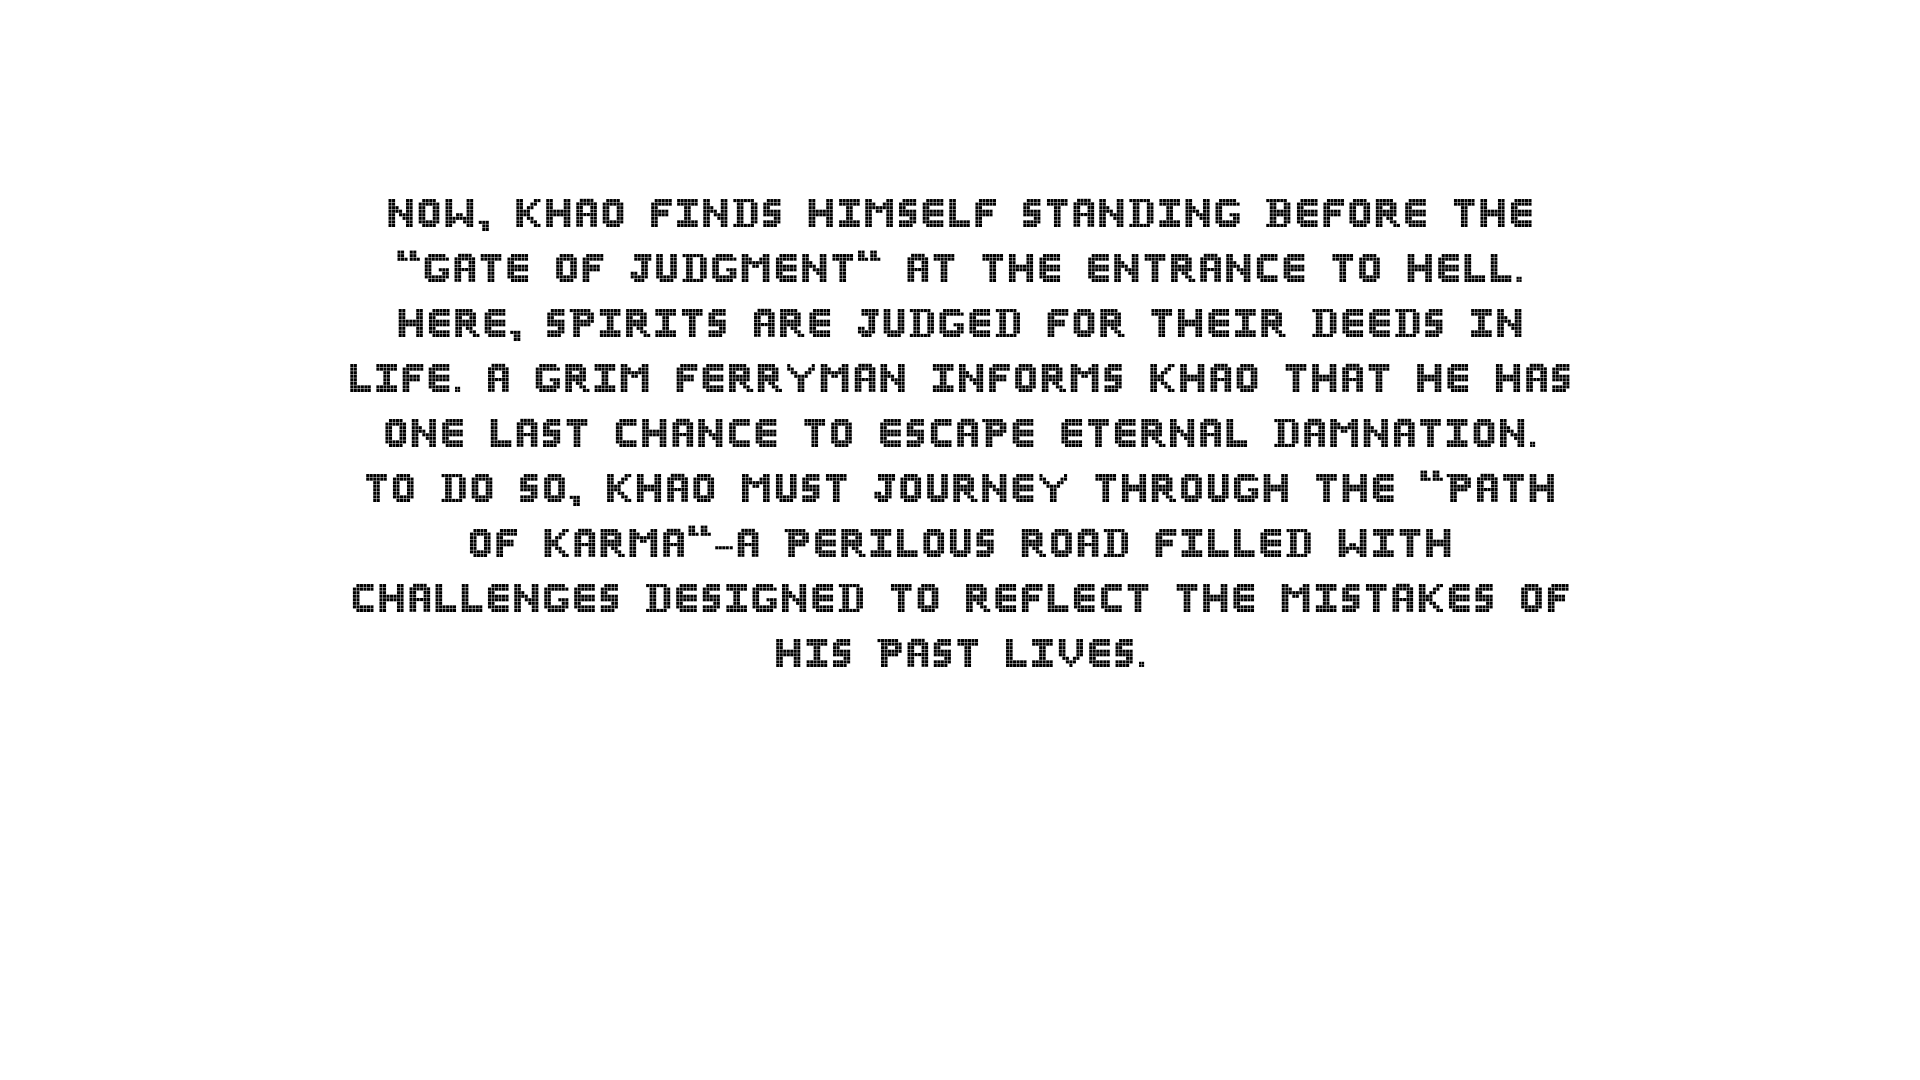 NOW, KHAO FINDS HIMSELF STANDING BEFORE THE
“GATE OF JUDGMENT“ AT THE ENTRANCE TO HELL.
HERE, SPIRITS ARE JUDGED FOR THEIR DEEDS IN
LIFE. A GRIM FERRYMAN INFORMS KHAO THAT HE HAS
ONE LAST CHANCE TO ESCAPE ETERNAL DAMNATION.
TO DO SO, KHAO MUST JOURNEY THROUGH THE “PATH
OF KARMA“—A PERILOUS ROAD FILLED WITH
CHALLENGES DESIGNED TO REFLECT THE MISTAKES OF
HIS PAST LIVES.